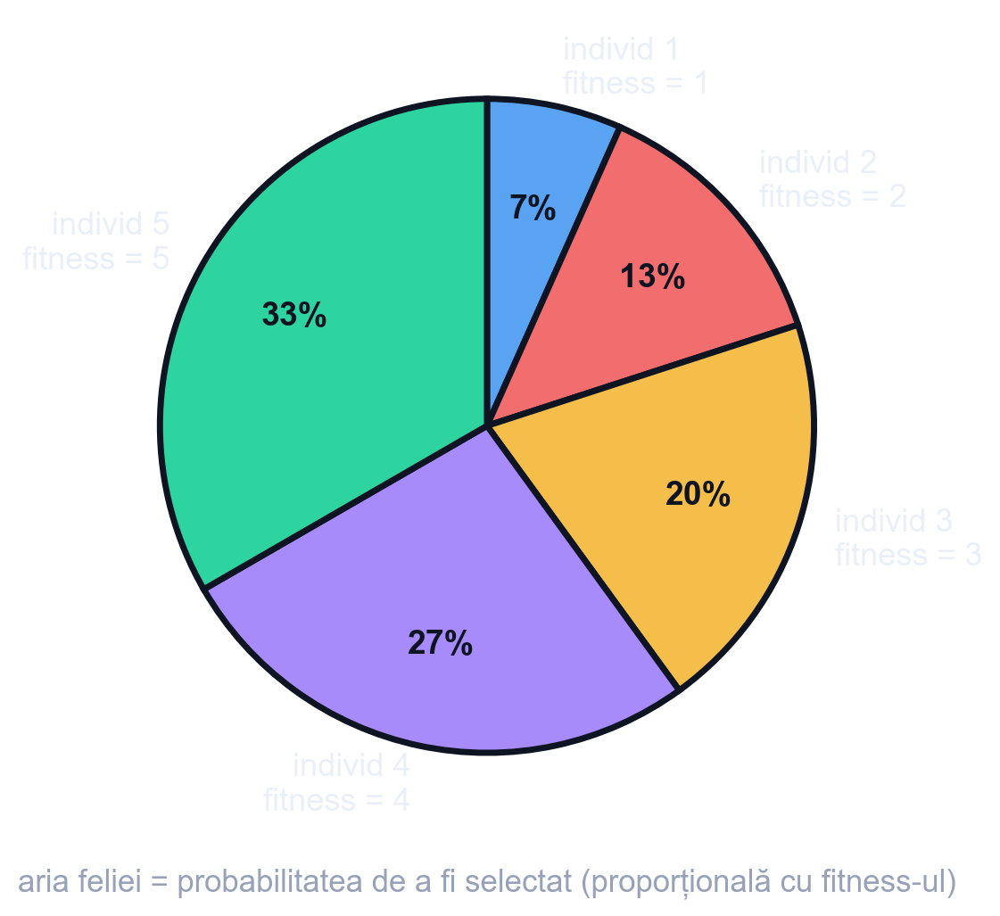 individ 1
fitness = 1
individ 2
fitness = 2
7%
individ 5
fitness = 5
13%
33%
20%
individ 3
fitness = 3
27%
individ 4
fitness = 4
aria feliei = probabilitatea de a fi selectat (proporțională cu fitness-ul)